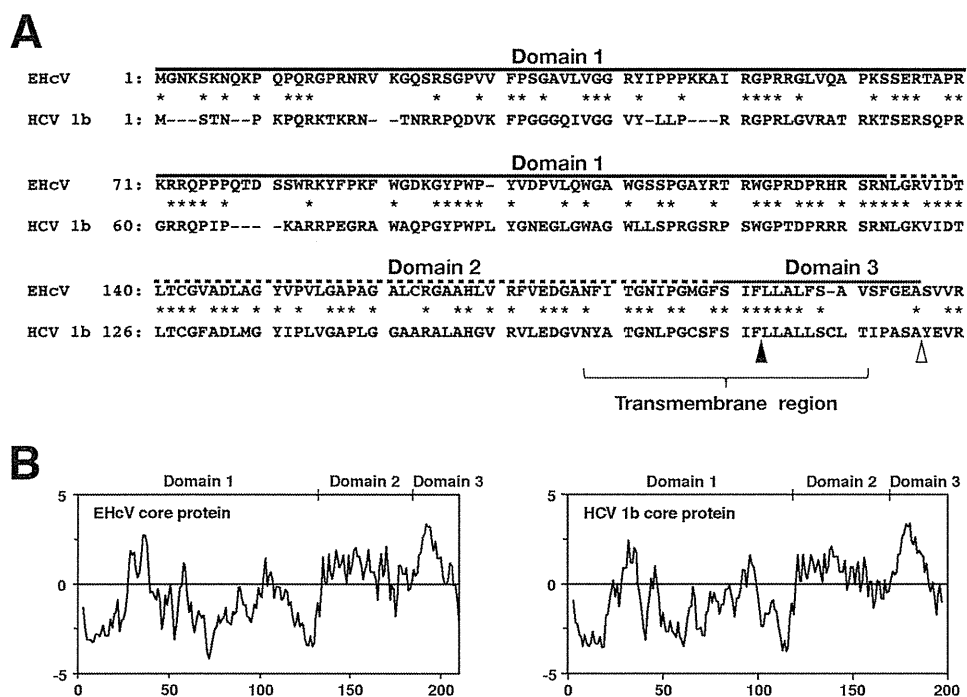 A
Domain 1
EHcV 1: MGNKSKNQKP QPQRGPRNRV KGQSRSGPVV FPSGAVLVGG RYIPPPKKAI RGPRRGLVQA PKSSERTAPR
* * * * *** * * ** * *** * * **** * * *** **
HCV 1b 1: M---STN--P KPQRKTKRN- -TNRRPQDVK FPGGGQIVGG VY-LLP---R RGPRLGVRAT RKTSERSQPR
Domain 1
EHcV 71: KRRQPPPQTD SSWRKYFPKF WGDKGYPWP- YVDPVLQWGA WGSSPGAYRT RWGPRDPRHR SRNLGRVIDT
**** * * * ***** * * * * ** * **** *** * **** ****
HCV 1b 60: GRRQPIP--- -KARRPEGRA WAQPGYPWPL YGNEGLGWAG WLLSPRGSRP SWGPTDPRRR SRNLGKVIDT
Domain 2 Domain 3
EHcV 140: LTCGVADLAG YVPVLGAPAG ALCRGAAHLV RFVEDGANFI TGNIPGMGFS IFLLALFS-A VSFGEASVVR
**** *** * * * *** * * ** * **** * *** ** ** ****** * * **
HCV 1b 126: LTCGFADLMG YIPLVGAPLG GAARALAHGV RVLEDGVNYA TGNLPGCSFS IFLLALLSCL TIPASAYEVR
Transmembrane region
B
Domain 1 Domain 2 Domain 3
5
EHcV core protein
0
-5
0 50 100 150 200
Domain 1 Domain 2 Domain 3
5
HCV 1b core protein
0
-5
0 50 100 150 200